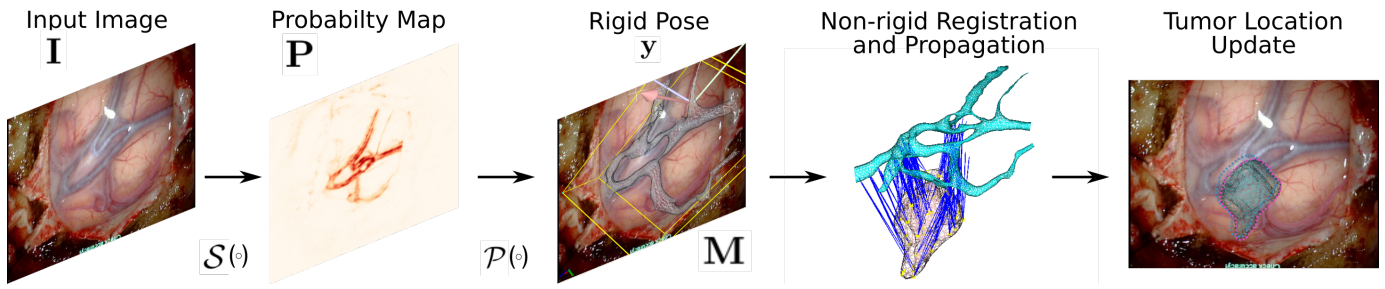 Input Image
I
Probabilty Map
P
Rigid Pose
y
Non-rigid Registration
and Propagation
Tumor Location
Update
S(◦)
P(◦)
M